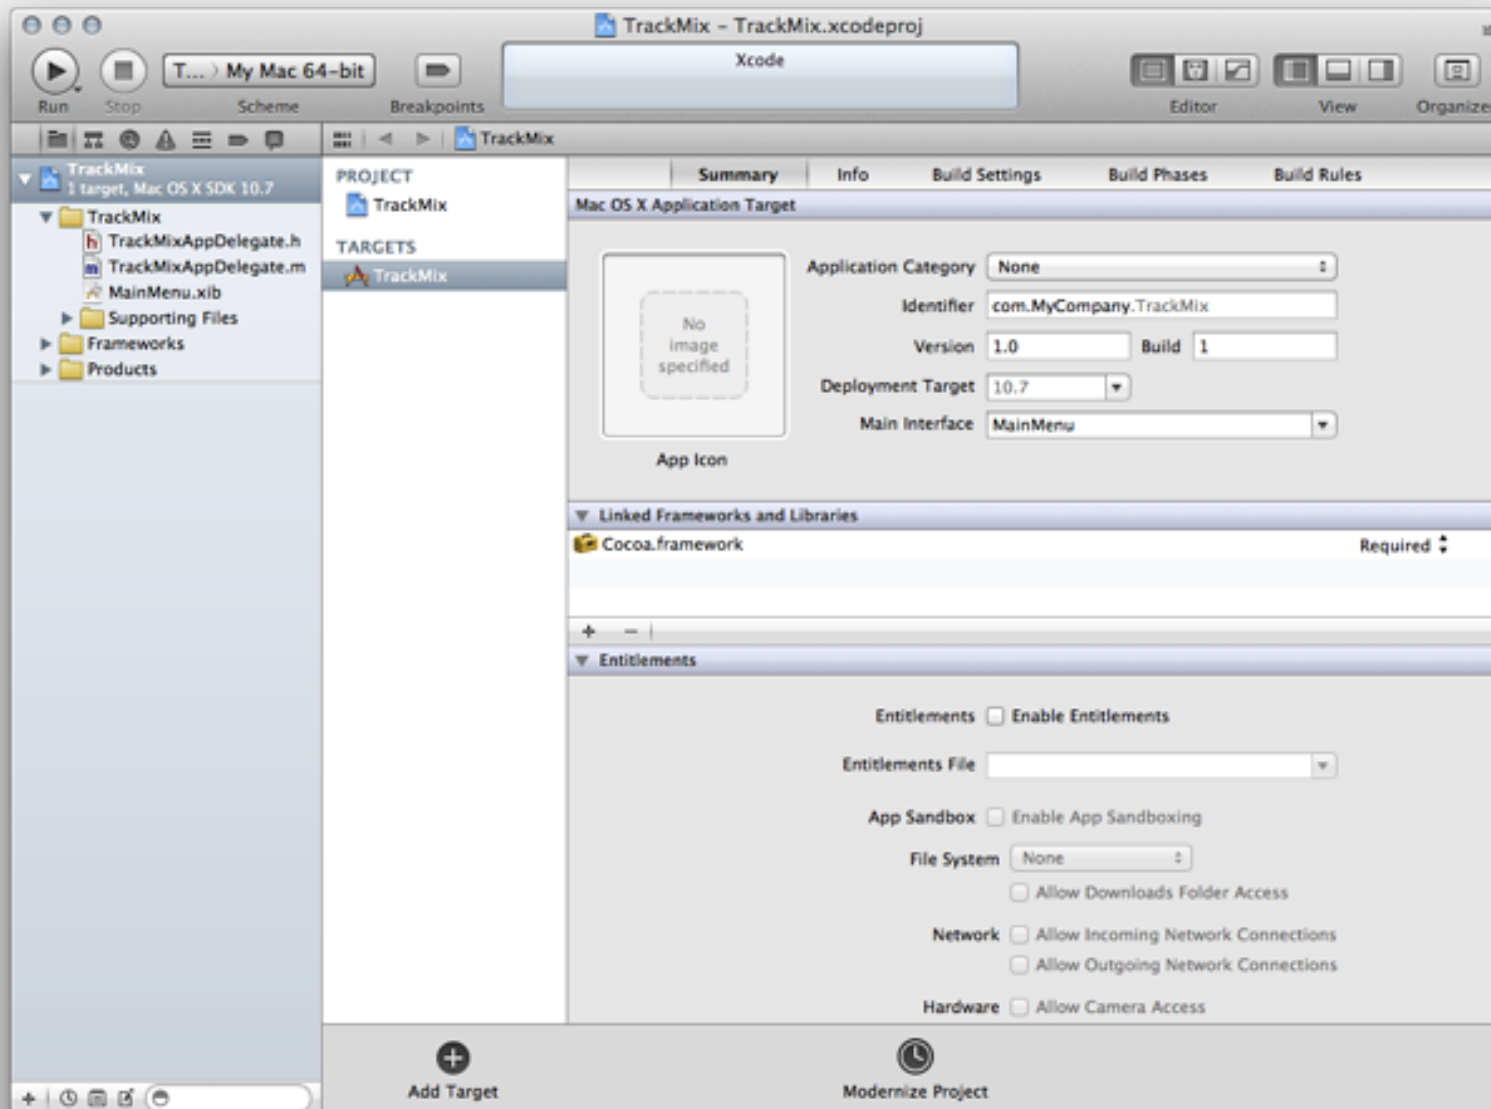 TrackMix – TrackMix.xcodeproj
T... My Mac 64-bit
Xcode
Run Stop Scheme Breakpoints Editor View Organize
TrackMix
TrackMix
1 target, Mac OS X SDK 10.7
TrackMix
h TrackMixAppDelegate.h
m TrackMixAppDelegate.m
MainMenu.xib
Supporting Files
Frameworks
Products
PROJECT
TrackMix
TARGETS
TrackMix
Summary Info Build Settings Build Phases Build Rules
Mac OS X Application Target
No
image
specified
App Icon
Application Category None
Identifier com.MyCompany.TrackMix
Version 1.0 Build 1
Deployment Target 10.7
Main Interface MainMenu
Linked Frameworks and Libraries
Cocoa.framework Required
Entitlements
Entitlements Enable Entitlements
Entitlements File
App Sandbox Enable App Sandboxing
File System None
Allow Downloads Folder Access
Network Allow Incoming Network Connections
Allow Outgoing Network Connections
Hardware Allow Camera Access
Add Target
Modernize Project